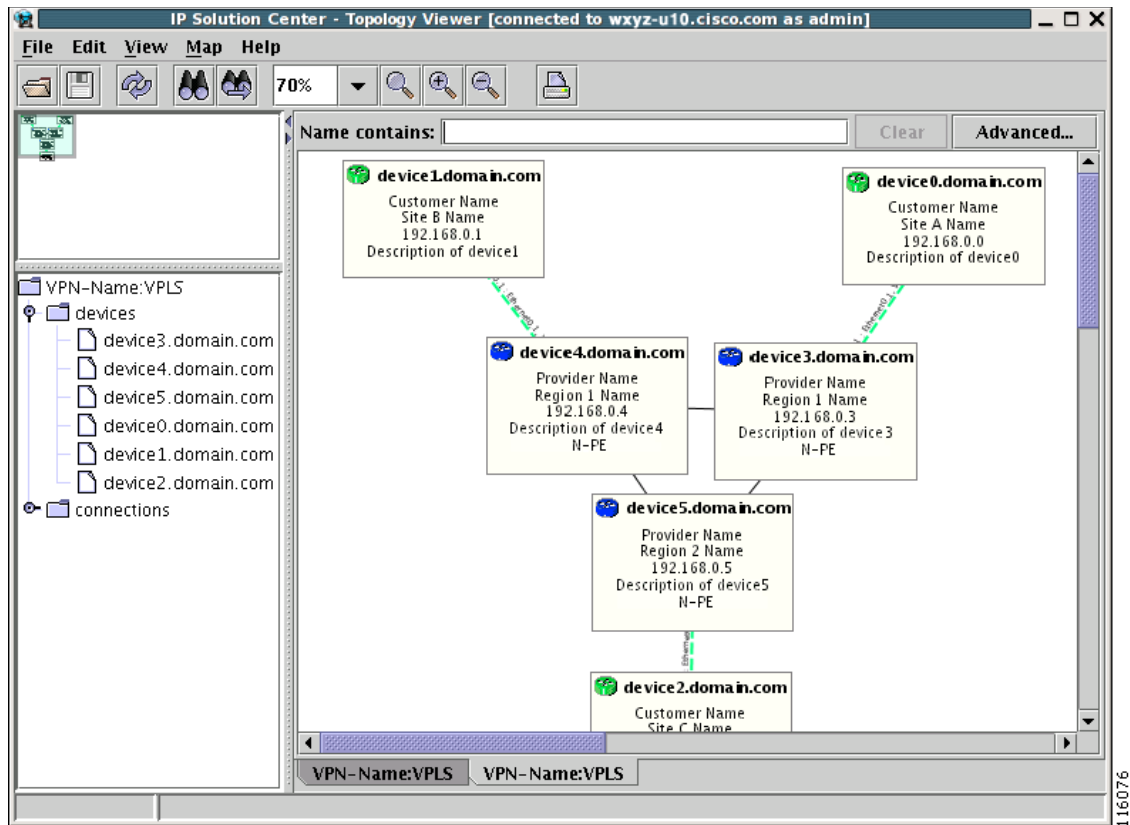 IP Solution Center - Topology Viewer [connected to wxyz-u10.cisco.com as admin]
File Edit View Map Help
70%
Name contains:
Clear
Advanced...
VPN-Name:VPLS
devices
device3.domain.com
device4.domain.com
device5.domain.com
device0.domain.com
device1.domain.com
device2.domain.com
connections
device1.domain.com
Customer Name
Site B Name
192.168.0.1
Description of device1
device0.domain.com
Customer Name
Site A Name
192.168.0.0
Description of device0
device4.domain.com
Provider Name
Region 1 Name
192.168.0.4
Description of device4
N-PE
device3.domain.com
Provider Name
Region 1 Name
192.168.0.3
Description of device3
N-PE
device5.domain.com
Provider Name
Region 2 Name
192.168.0.5
Description of device5
N-PE
device2.domain.com
Customer Name
Site C Name
VPN-Name:VPLS
VPN-Name:VPLS
116076